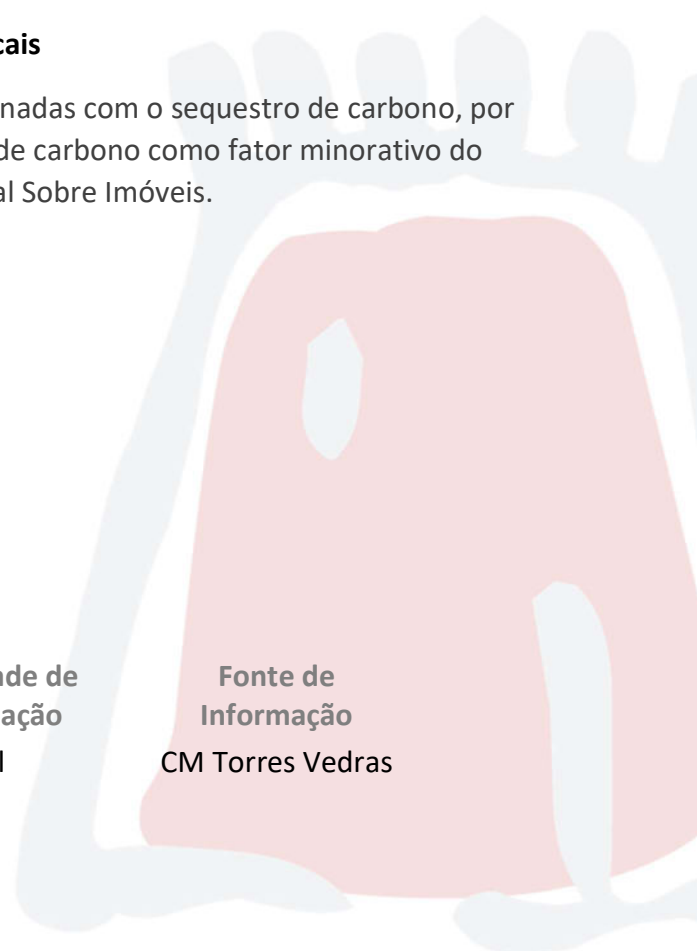 cais
nadas com o sequestro de carbono, por
de carbono como fator minorativo do
al Sobre Imóveis.
ade de
ação
Fonte de
Informação
l
CM Torres Vedras